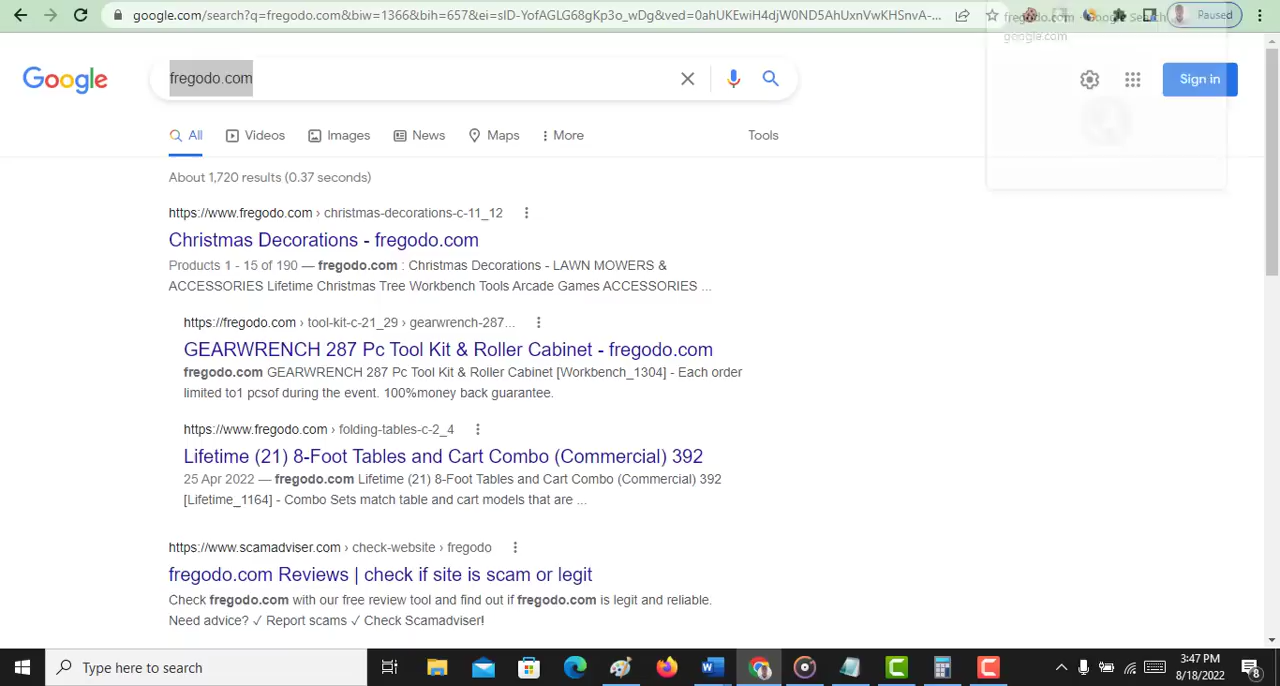 google.com/search?q=fregodo.com&biw=1366&bih=657&ei=sID-YofAGLG68gKp3o_wDg&ved=0ahUKEwiH4djW0ND5AhUxnVwKHSnvA-...
fregodo.com - Google Search
google.com
Paused
Google
fregodo.com
Sign in
All
Videos
Images
News
Maps
More
Tools
About 1,720 results (0.37 seconds)
https://www.fregodo.com › christmas-decorations-c-11_12
Christmas Decorations - fregodo.com
Products 1 - 15 of 190 — fregodo.com : Christmas Decorations - LAWN MOWERS &
ACCESSORIES Lifetime Christmas Tree Workbench Tools Arcade Games ACCESSORIES ...
https://fregodo.com › tool-kit-c-21_29 › gearwrench-287...
GEARWRENCH 287 Pc Tool Kit & Roller Cabinet - fregodo.com
fregodo.com GEARWRENCH 287 Pc Tool Kit & Roller Cabinet [Workbench_1304] - Each order
limited to1 pcsof during the event. 100%money back guarantee.
https://www.fregodo.com › folding-tables-c-2_4
Lifetime (21) 8-Foot Tables and Cart Combo (Commercial) 392
25 Apr 2022 — fregodo.com Lifetime (21) 8-Foot Tables and Cart Combo (Commercial) 392
[Lifetime_1164] - Combo Sets match table and cart models that are ...
https://www.scamadviser.com › check-website › fregodo
fregodo.com Reviews | check if site is scam or legit
Check fregodo.com with our free review tool and find out if fregodo.com is legit and reliable.
Need advice? ✓ Report scams ✓ Check Scamadviser!
Type here to search
3:47 PM
8/18/2022
8